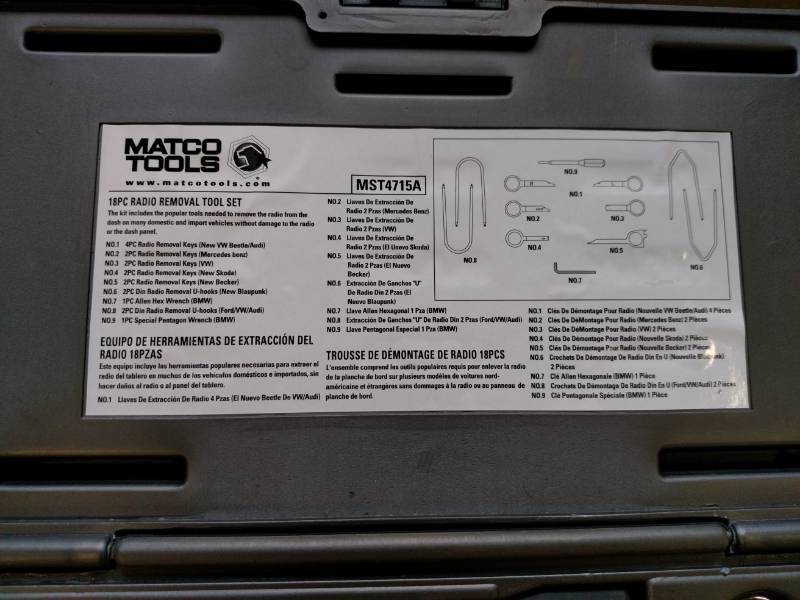 MATCO
TOOLS
www.matcotools.com
MST4715A
18PC RADIO REMOVAL TOOL SET
The kit includes the popular tools needed to remove the radio from the
dash on many domestic and import vehicles without damage to the radio
or the dash panel.
NO.1 4PC Radio Removal Keys (New VW Beetle/Audi)
NO.2 2PC Radio Removal Keys (Mercedes benz)
NO.3 2PC Radio Removal Keys (VW)
NO.4 2PC Radio Removal Keys (New Skoda)
NO.5 2PC Radio Removal Keys (New Becker)
NO.6 2PC Din Radio Removal U-hooks (New Blaupunk)
NO.7 1PC Allen Hex Wrench (BMW)
NO.8 2PC Din Radio Removal U-hooks (Ford/VW/Audi)
NO.9 1PC Special Pentagon Wrench (BMW)
EQUIPO DE HERRAMIENTAS DE EXTRACCIÓN DEL
RADIO 18PZAS
Este equipo incluye las herramientas populares necesarias para extraer el
radio del tablero en muchos de los vehículos domésticos e importados, sin
hacer daños al radio o al panel del tablero.
NO.1 Llaves De Extracción De Radio 4 Pzas (El Nuevo Beetle De VW/Audi)
NO.2 Llaves De Extracción De
Radio 2 Pzas (Mercedes Benz)
NO.3 Llaves De Extracción De
Radio 2 Pzas (VW)
NO.4 Llaves De Extracción De
Radio 2 Pzas (El Unevo Skoda)
NO.5 Llaves De Extracción De
Radio 2 Pzas (El Nuevo
Becker)
NO.6 Extracción De Ganchos "U"
De Radio Din 2 Pzas (El
Nuevo Blaupunk)
NO.7 Llave Allen Hexagonal 1 Pza (BMW)
NO.8 Extracción De Ganchos "U" De Radio Din 2 Pzas (Ford/VW/Audi)
NO.9 Llave Pentagonal Especial 1 Pza (BMW)
TROUSSE DE DÉMONTAGE DE RADIO 18PCS
L'ensemble comprend les outils populaires requis pour enlever la radio
de la planche de bord sur plusieurs modèles de voitures nord-
américaine et étrangères sans dommages à la radio ou au panneau de
planche de bord.
NO.9
NO.1
NO.2
NO.3
NO.4
NO.5
NO.8
NO.7
NO.6
NO.1 Clés De Démontage Pour Radio (Nouvelle VW Beetle/Audi) 4 Pièces
NO.2 Clés De DéMontage Pour Radio (Mercedes Benz) 2 Pièces
NO.3 Clés De DéMontage Pour Radio (VW) 2 Pièces
NO.4 Clés De Démontage Pour Radio (Nouvelle Skoda) 2 Pièces
NO.5 Clés De Démontage Pour Radio (Nouvelle Becker) 2 Pièces
NO.6 Crochets De Démontage De Radio Din En U (Nouvelle Blaupunk)
2 Pièces
NO.7 Clé Allen Hexagonale (BMW) 1 Pièce
NO.8 Crochets De Démontage De Radio Din En U (Ford/VW/Audi) 2 Pièces
NO.9 Clé Pentagonale Spéciale (BMW) 1 Pièce